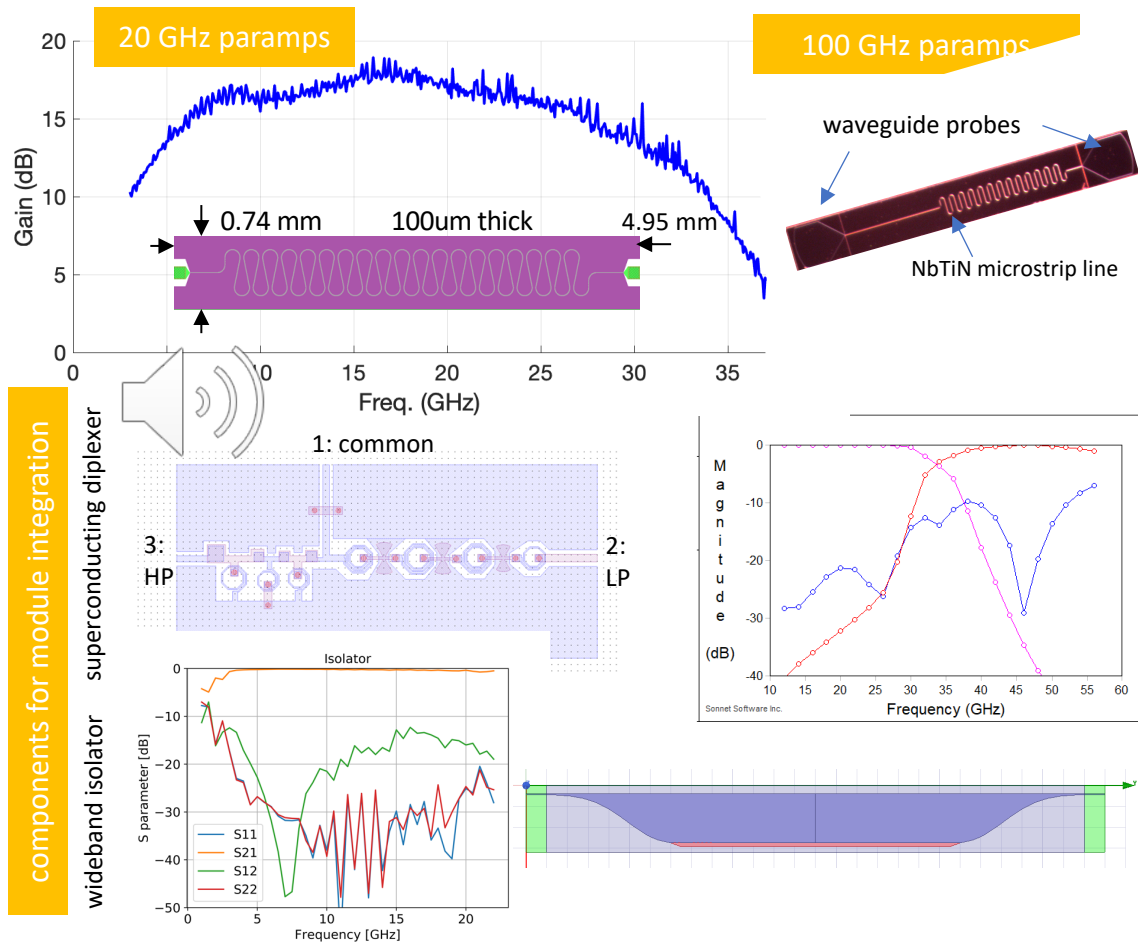 20 GHz paramps
100 GHz paramps
20
15
10
5
0
Gain (dB)
0.74 mm
100um thick
4.95 mm
0
5
10
15
20
25
30
35
Freq. (GHz)
waveguide probes
NbTiN microstrip line
components for module integration
superconducting diplexer
1: common
3:
HP
2:
LP
Magnitude
(dB)
0
-10
-20
-30
-40
10
15
20
25
30
35
40
45
50
55
60
Frequency (GHz)
Sonnet Software Inc.
wideband isolator
Isolator
S parameter [dB]
0
−10
−20
−30
−40
−50
S11
S21
S12
S22
0
5
10
15
20
Frequency [GHz]